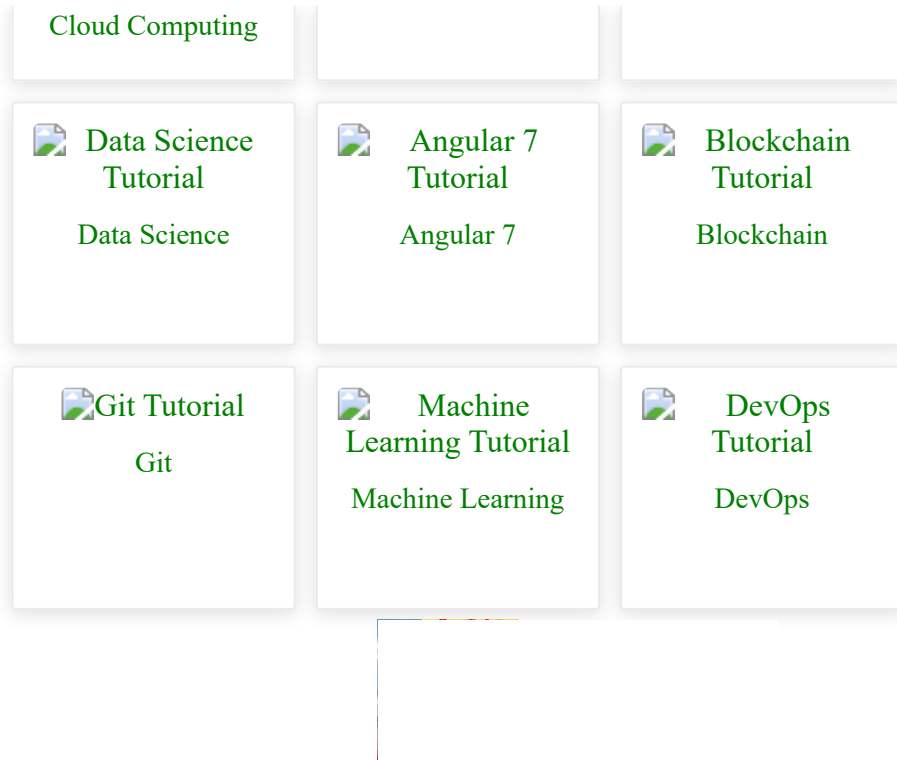 Cloud Computing
Data Science
Tutorial
Data Science
Angular 7
Tutorial
Angular 7
Blockchain
Tutorial
Blockchain
Git Tutorial
Git
Machine
Learning Tutorial
Machine Learning
DevOps
Tutorial
DevOps